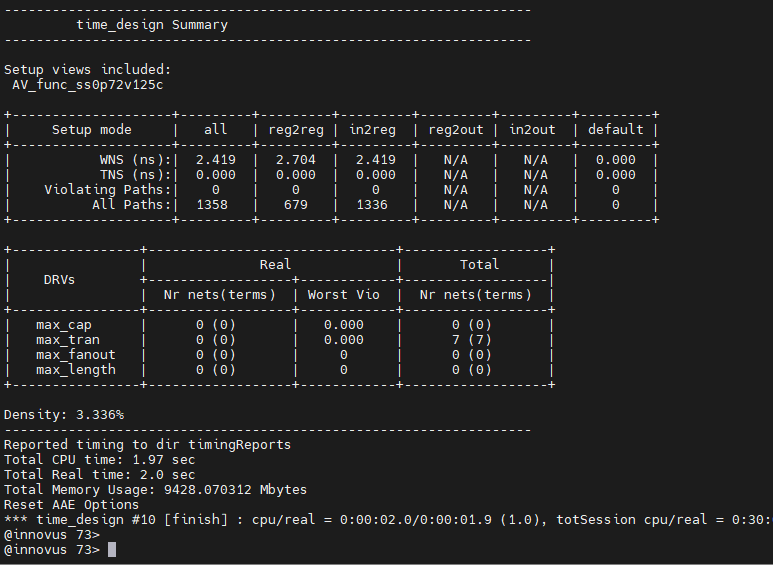 ------------------------------------------------------------------
         time_design Summary
------------------------------------------------------------------
Setup views included:
 AV_func_ss0p72v125c
+--------------------+---------+---------+---------+---------+---------+---------+
|     Setup mode     |   all   | reg2reg | in2reg  | reg2out | in2out  | default |
+--------------------+---------+---------+---------+---------+---------+---------+
|           WNS (ns):|  2.419  |  2.704  |  2.419  |   N/A   |   N/A   |  0.000  |
|           TNS (ns):|  0.000  |  0.000  |  0.000  |   N/A   |   N/A   |  0.000  |
|    Violating Paths:|    0    |    0    |    0    |   N/A   |   N/A   |    0    |
|          All Paths:|  1358   |   679   |  1336   |   N/A   |   N/A   |    0    |
+--------------------+---------+---------+---------+---------+---------+---------+
+----------------+-------------------------------+------------------+
|                |              Real             |       Total      |
|    DRVs        +------------------+------------+------------------|
|                |  Nr nets(terms)  | Worst Vio  |  Nr nets(terms)  |
+----------------+------------------+------------+------------------+
|   max_cap      |      0 (0)       |   0.000    |      0 (0)       |
|   max_tran     |      0 (0)       |   0.000    |      7 (7)       |
|   max_fanout   |      0 (0)       |     0      |      0 (0)       |
|   max_length   |      0 (0)       |     0      |      0 (0)       |
+----------------+------------------+------------+------------------+
Density: 3.336%
------------------------------------------------------------------
Reported timing to dir timingReports
Total CPU time: 1.97 sec
Total Real time: 2.0 sec
Total Memory Usage: 9428.070312 Mbytes
Reset AAE Options
*** time_design #10 [finish] : cpu/real = 0:00:02.0/0:00:01.9 (1.0), totSession cpu/real = 0:30:
@innovus 73>
@innovus 73>